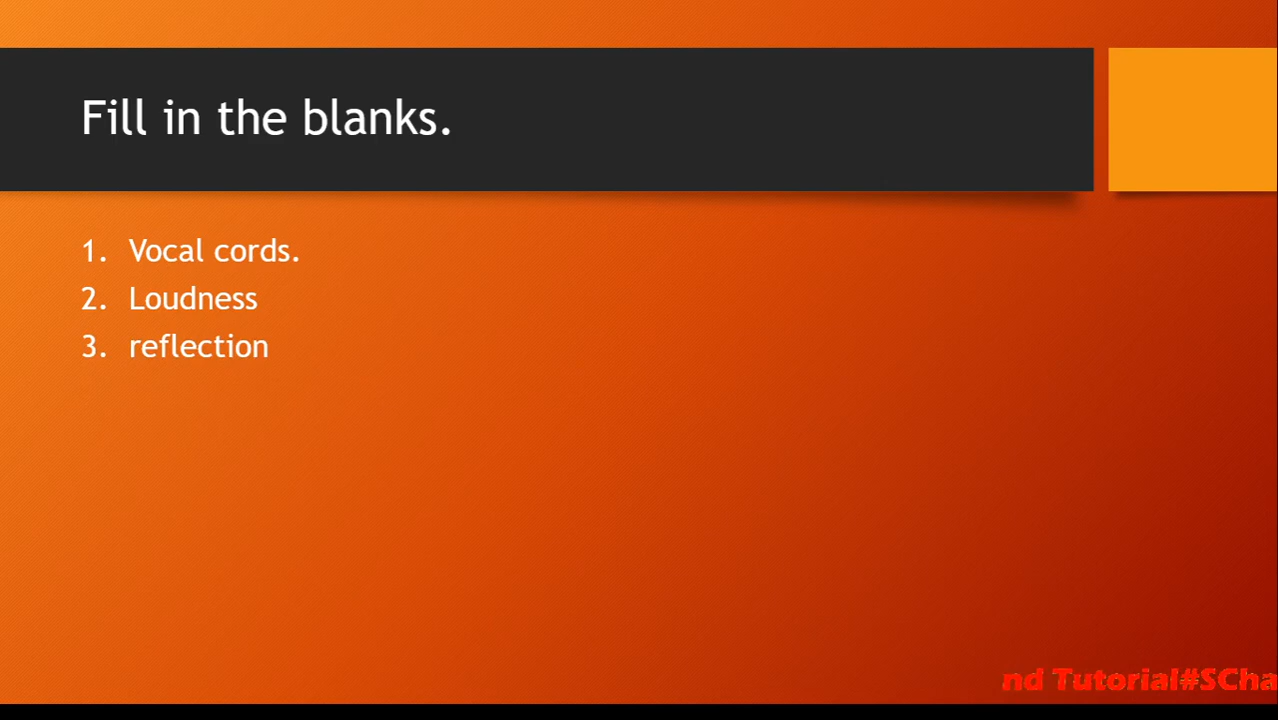 Fill in the blanks.
1. Vocal cords.
2. Loudness
3. reflection
nd Tutorial#SCha